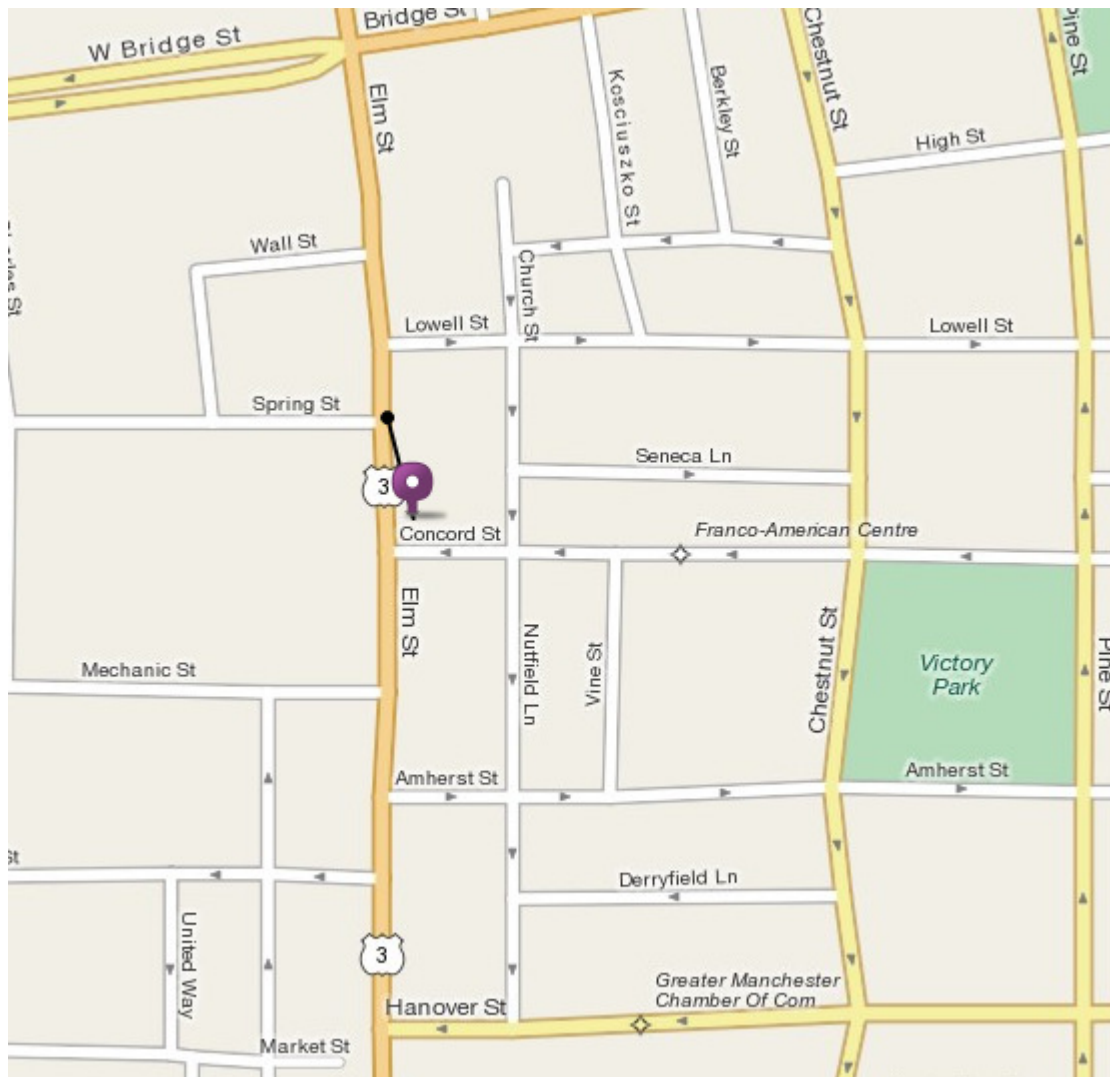 Bridge St
W Bridge St
Elm St
Kosciuszko St
Berkley St
Chestnut St
Pine St
High St
Wall St
Church St
Lowell St
Lowell St
Spring St
Seneca Ln
3
Franco-American Centre
Concord St
Elm St
Nutfield Ln
Vine St
Chestnut St
Victory
Park
Pine St
Mechanic St
Amherst St
Amherst St
St
Derryfield Ln
United Way
3
Greater Manchester
Chamber Of Com
Hanover St
Market St